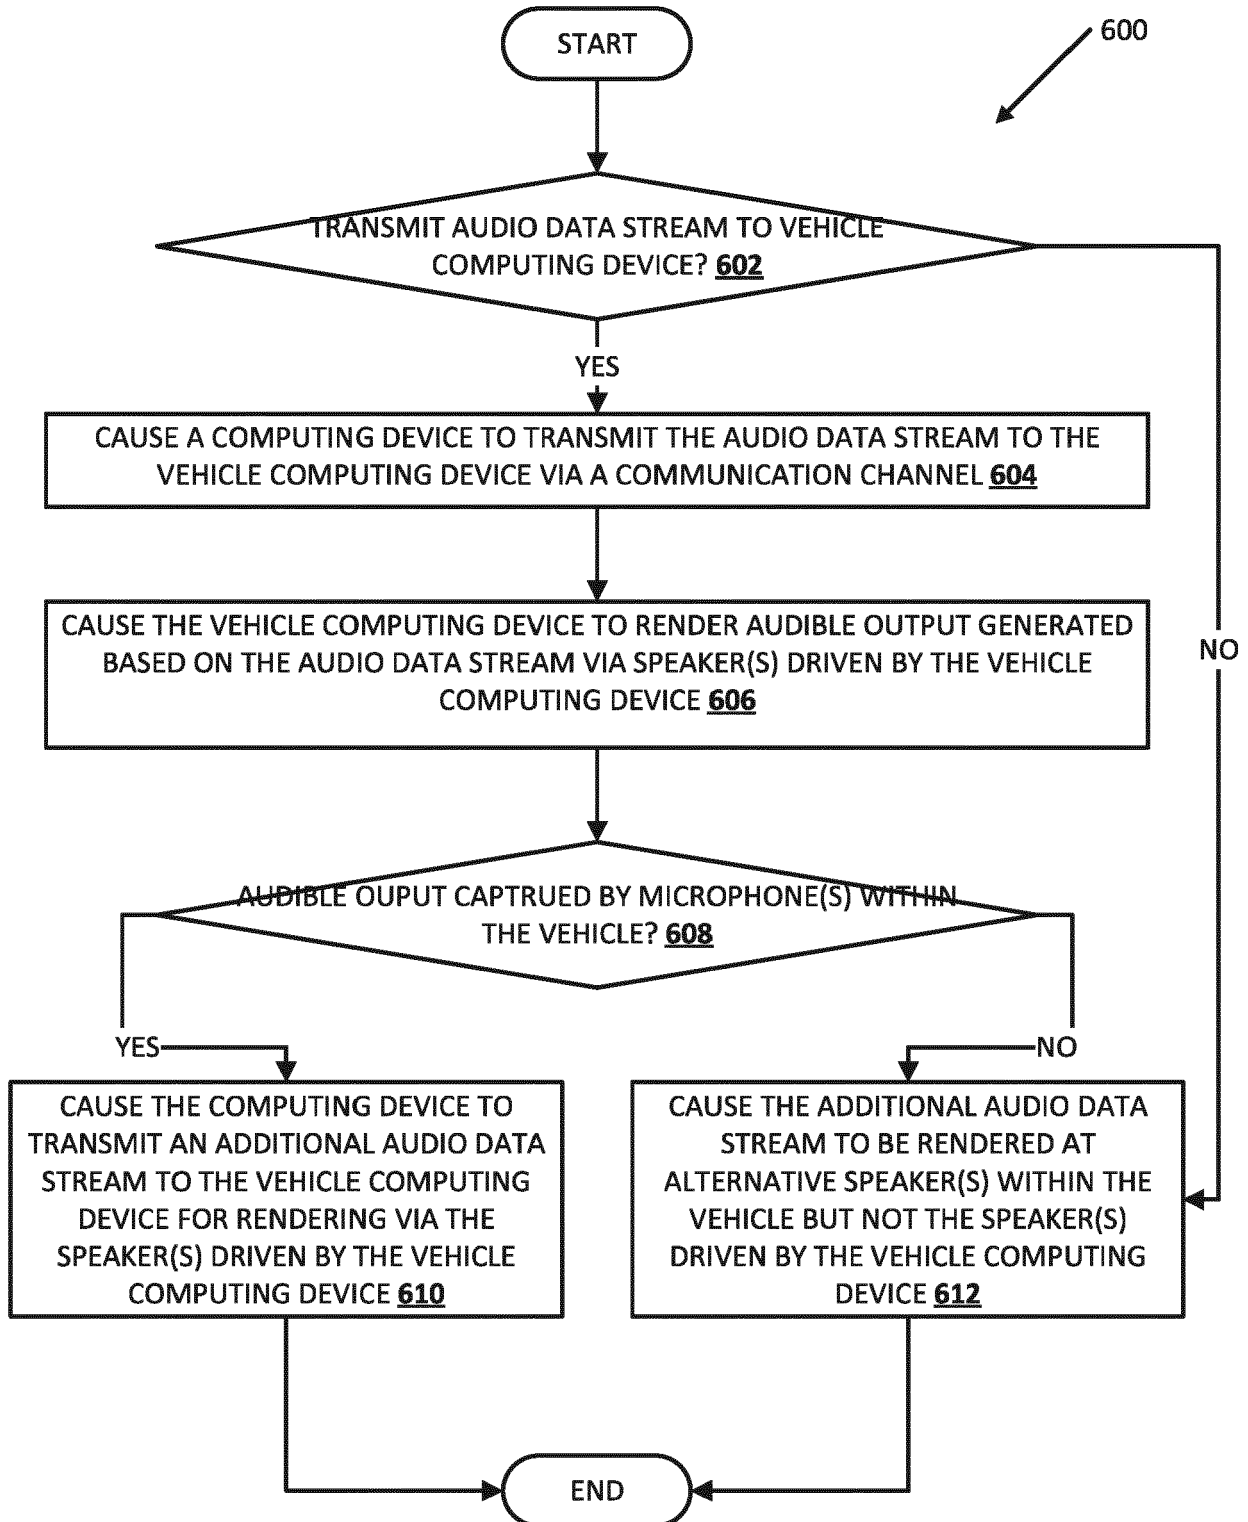 START
600
TRANSMIT AUDIO DATA STREAM TO VEHICLE
COMPUTING DEVICE? 602
YES
CAUSE A COMPUTING DEVICE TO TRANSMIT THE AUDIO DATA STREAM TO THE
VEHICLE COMPUTING DEVICE VIA A COMMUNICATION CHANNEL 604
CAUSE THE VEHICLE COMPUTING DEVICE TO RENDER AUDIBLE OUTPUT GENERATED
BASED ON THE AUDIO DATA STREAM VIA SPEAKER(S) DRIVEN BY THE VEHICLE
COMPUTING DEVICE 606
NO
AUDIBLE OUPUT CAPTRUED BY MICROPHONE(S) WITHIN
THE VEHICLE? 608
YES
NO
CAUSE THE COMPUTING DEVICE TO
TRANSMIT AN ADDITIONAL AUDIO DATA
STREAM TO THE VEHICLE COMPUTING
DEVICE FOR RENDERING VIA THE
SPEAKER(S) DRIVEN BY THE VEHICLE
COMPUTING DEVICE 610
CAUSE THE ADDITIONAL AUDIO DATA
STREAM TO BE RENDERED AT
ALTERNATIVE SPEAKER(S) WITHIN THE
VEHICLE BUT NOT THE SPEAKER(S)
DRIVEN BY THE VEHICLE COMPUTING
DEVICE 612
END